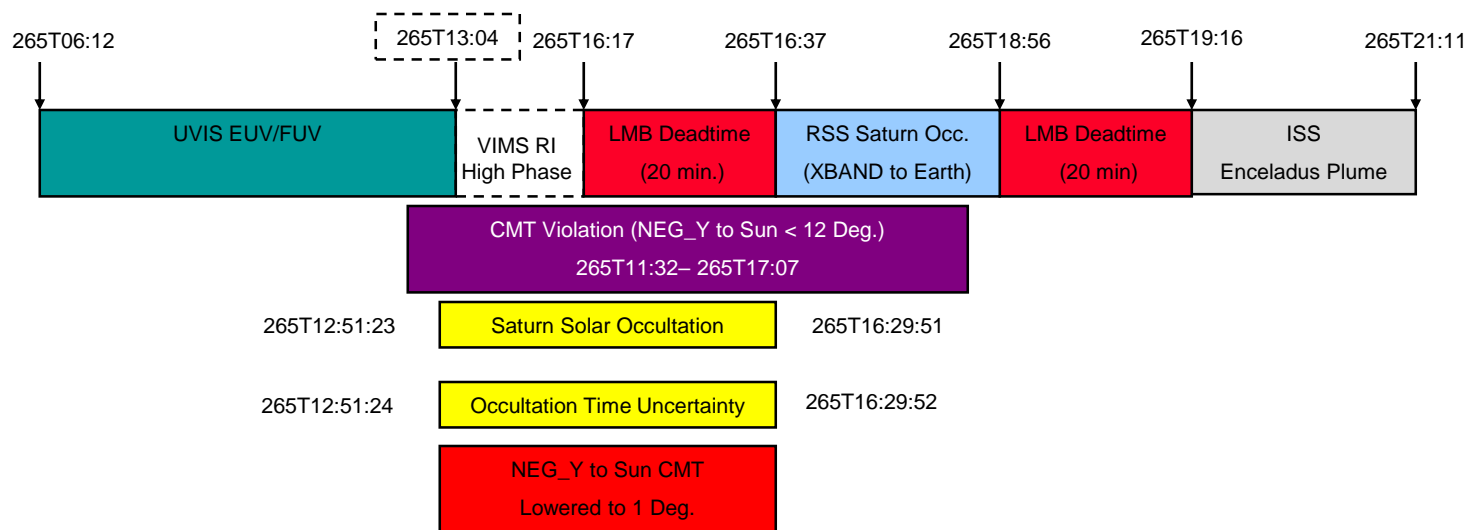 265T06:12
265T13:04
265T16:17
265T16:37
265T18:56
265T19:16
265T21:11
UVIS EUV/FUV
VIMS RI
High Phase
LMB Deadtime
(20 min.)
RSS Saturn Occ.
(XBAND to Earth)
LMB Deadtime
(20 min)
ISS
Enceladus Plume
CMT Violation (NEG_Y to Sun < 12 Deg.)
265T11:32– 265T17:07
265T12:51:23
Saturn Solar Occultation
265T16:29:51
265T12:51:24
Occultation Time Uncertainty
265T16:29:52
NEG_Y to Sun CMT
Lowered to 1 Deg.